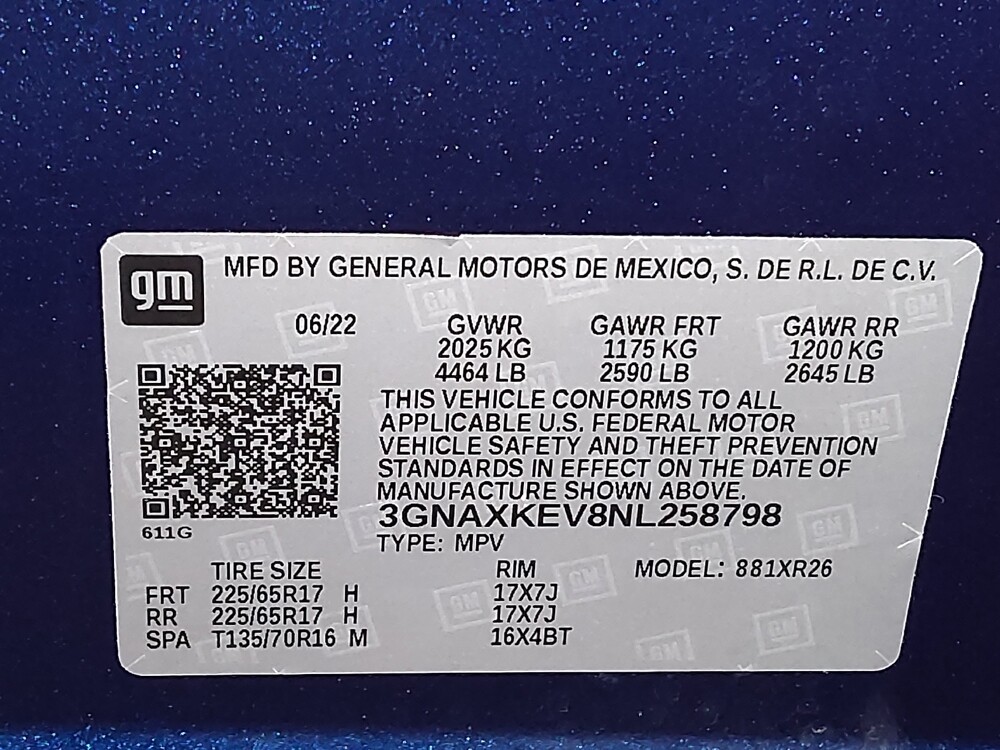 gm
MFD BY GENERAL MOTORS DE MEXICO, S. DE R.L. DE C.V.
06/22 GVWR GAWR FRT GAWR RR
2025 KG 1175 KG 1200 KG
4464 LB 2590 LB 2645 LB
THIS VEHICLE CONFORMS TO ALL
APPLICABLE U.S. FEDERAL MOTOR
VEHICLE SAFETY AND THEFT PREVENTION
STANDARDS IN EFFECT ON THE DATE OF
MANUFACTURE SHOWN ABOVE.
3GNAXKEV8NL258798
611G
TYPE: MPV
TIRE SIZE RIM MODEL: 881XR26
FRT 225/65R17 H 17X7J
RR 225/65R17 H 17X7J
SPA T135/70R16 M 16X4BT